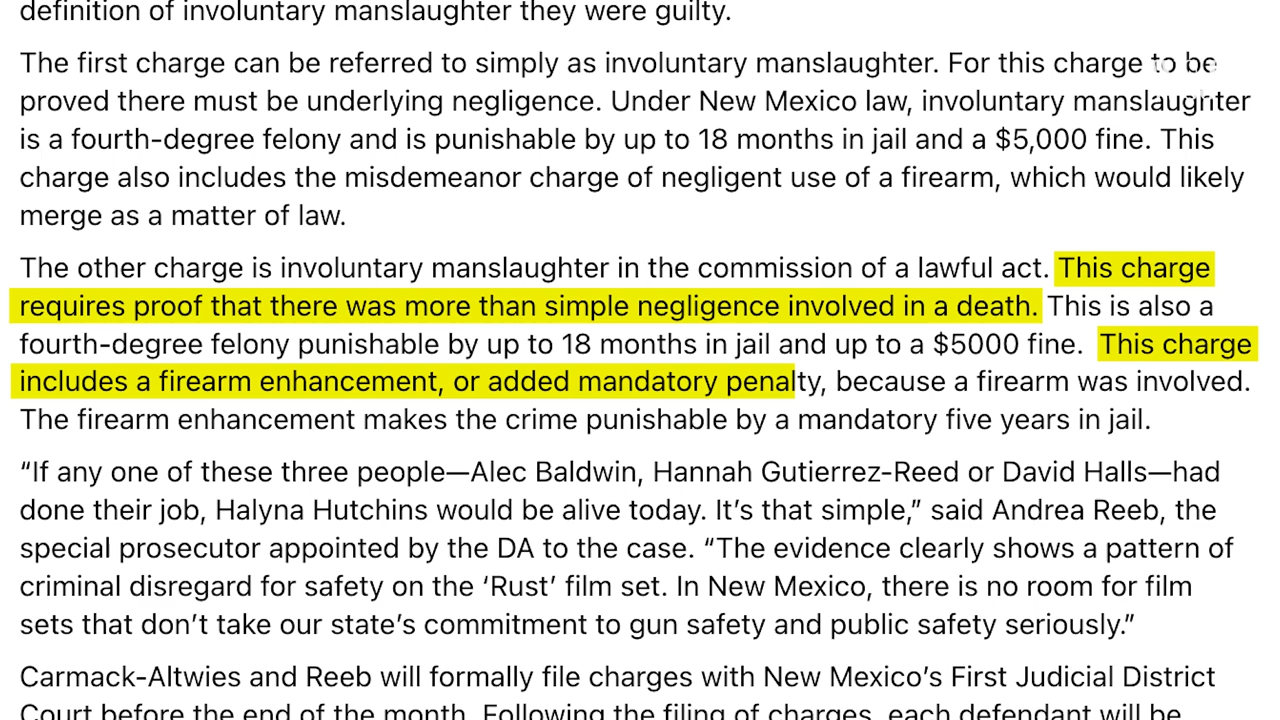 definition of involuntary manslaughter they were guilty.
The first charge can be referred to simply as involuntary manslaughter. For this charge to be
proved there must be underlying negligence. Under New Mexico law, involuntary manslaughter
is a fourth-degree felony and is punishable by up to 18 months in jail and a $5,000 fine. This
charge also includes the misdemeanor charge of negligent use of a firearm, which would likely
merge as a matter of law.
The other charge is involuntary manslaughter in the commission of a lawful act. This charge
requires proof that there was more than simple negligence involved in a death. This is also a
fourth-degree felony punishable by up to 18 months in jail and up to a $5000 fine. This charge
includes a firearm enhancement, or added mandatory penalty, because a firearm was involved.
The firearm enhancement makes the crime punishable by a mandatory five years in jail.
“If any one of these three people—Alec Baldwin, Hannah Gutierrez-Reed or David Halls—had
done their job, Halyna Hutchins would be alive today. It’s that simple,” said Andrea Reeb, the
special prosecutor appointed by the DA to the case. “The evidence clearly shows a pattern of
criminal disregard for safety on the ‘Rust’ film set. In New Mexico, there is no room for film
sets that don’t take our state’s commitment to gun safety and public safety seriously.”
Carmack-Altwies and Reeb will formally file charges with New Mexico’s First Judicial District
Court before the end of the month. Following the filing of charges, each defendant will be